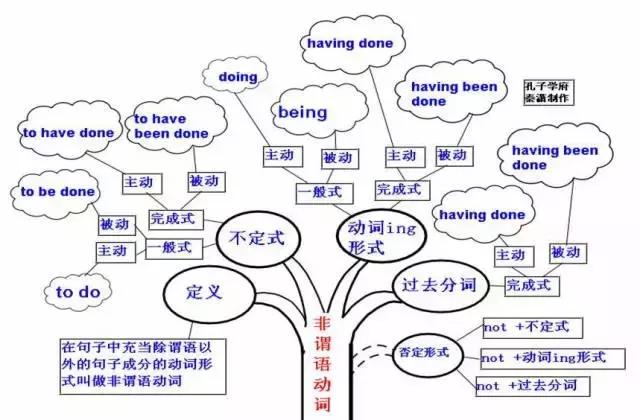 having done
doing
having been
done
孔子学府
秦潇制作
being
to have done
to have
been done
主动
被动
主动
被动
having been
done
主动
被动
一般式
完成式
to be done
完成式
having done
被动
主动
一般式
不定式
动词ing
形式
主动
被动
完成式
to do
定义
过去分词
非谓语动词
在句子中充当除谓语以
外的句子成分的动词形
式叫做非谓语动词
否定形式
not +不定式
not +动词ing形式
not +过去分词